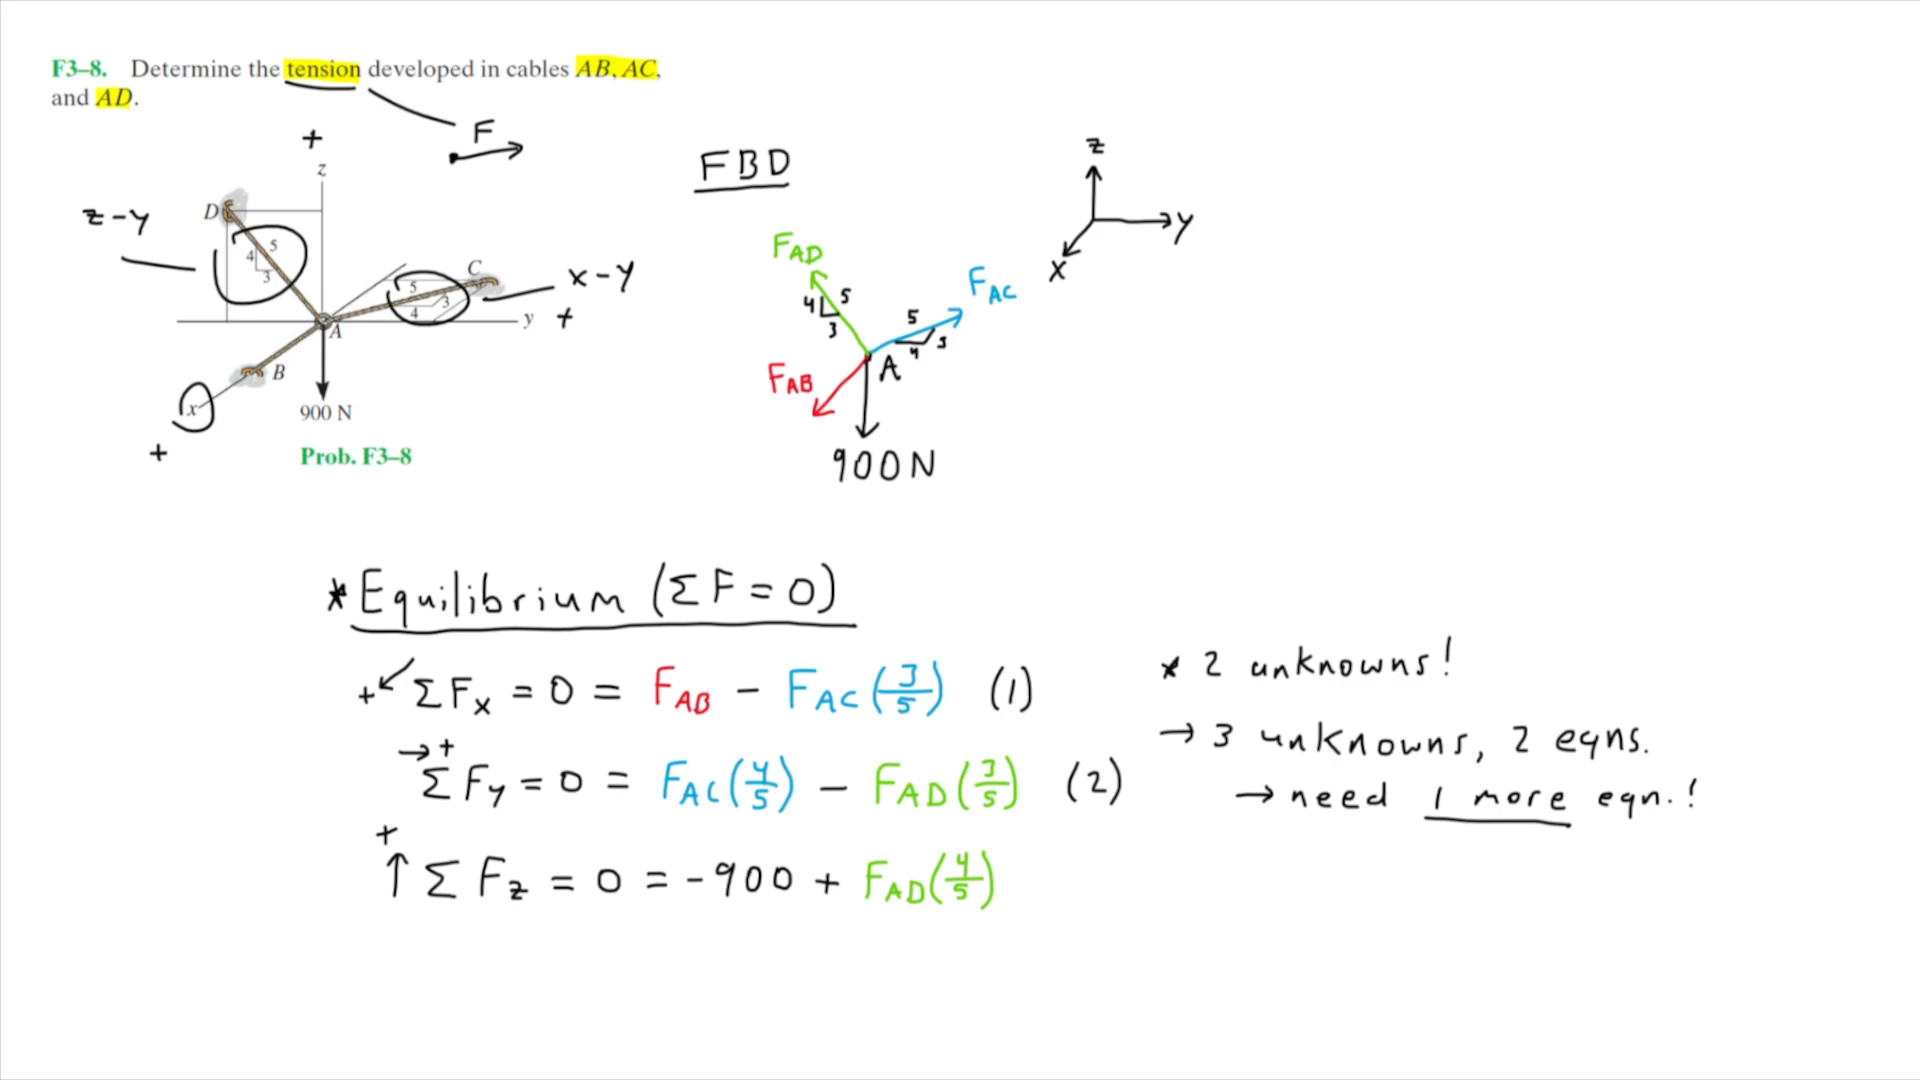 F3–8. Determine the tension developed in cables AB, AC,
and AD.
+
F
z
D
z-y
5
4
3
C
x-y
5
3
4
A
y +
B
x
900 N
+
Prob. F3–8
FBD
z
y
x
FAD
FAC
4 5
3
5
4 3
FAB
A
900N
*Equilibrium (ΣF = 0)
+↙ΣFx = 0 = FAB - FAC(3/5) (1)
→+ ΣFy = 0 = FAC(4/5) - FAD(3/5) (2)
+↑ΣFz = 0 = -900 + FAD(4/5)
* 2 unknowns!
→ 3 unknowns, 2 eqns.
→ need 1 more eqn.!